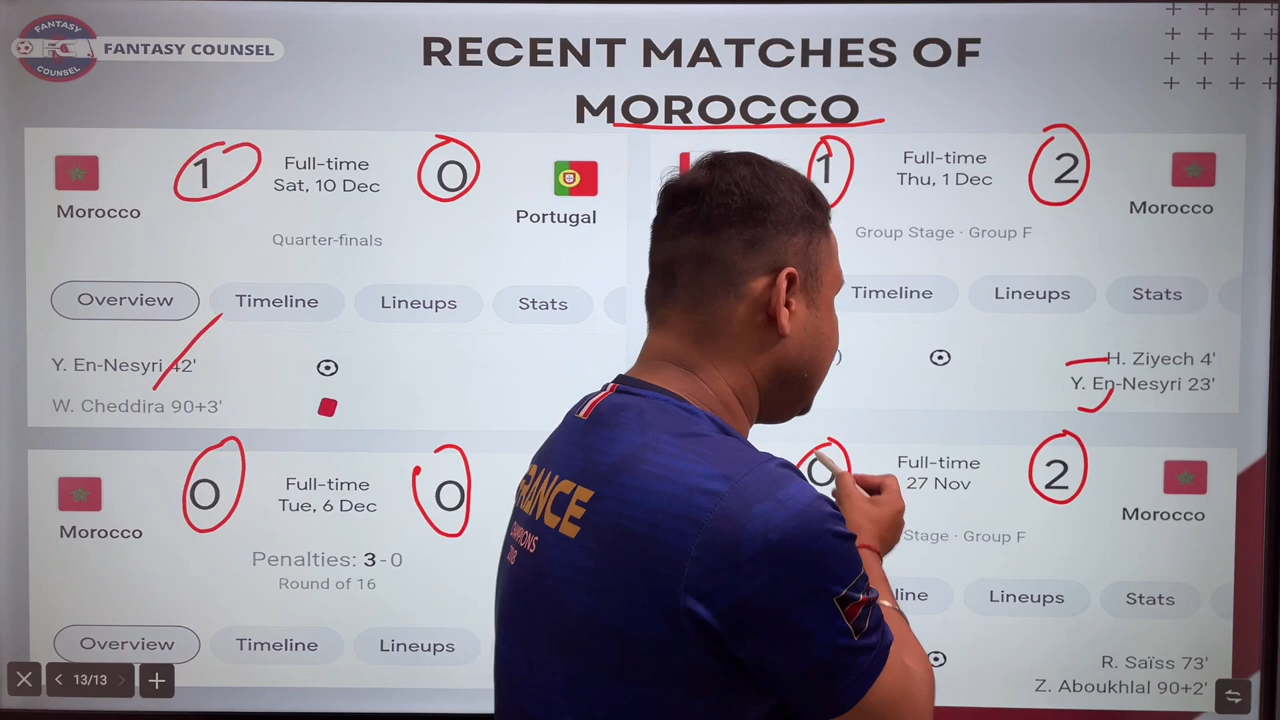 FANTASY
FC
COUNSEL
FANTASY COUNSEL
RECENT MATCHES OF
MOROCCO
1
Full-time
0
Sat, 10 Dec
Morocco
Portugal
Quarter-finals
Overview
Timeline
Lineups
Stats
Y. En-Nesyri 42'
W. Cheddira 90+3'
1
Full-time
2
Thu, 1 Dec
Morocco
Group Stage · Group F
Timeline
Lineups
Stats
H. Ziyech 4'
Y. En-Nesyri 23'
0
Full-time
0
Tue, 6 Dec
Morocco
Penalties: 3-0
Round of 16
Overview
Timeline
Lineups
0
Full-time
2
27 Nov
Morocco
Stage · Group F
line
Lineups
Stats
R. Saïss 73'
Z. Aboukhlal 90+2'
FRANCE
CHAMPIONS
2018
13/13